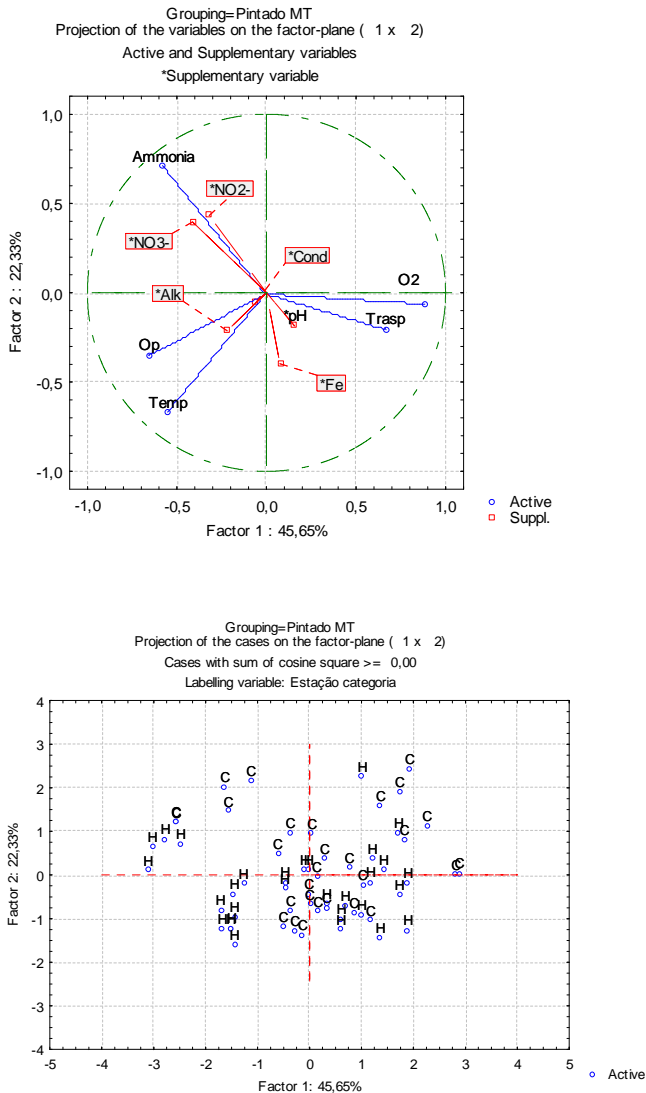 Grouping=Pintado MT
Projection of the variables on the factor-plane ( 1 x 2)
Active and Supplementary variables
*Supplementary variable
1,0
Ammonia
*NO2-
0,5
*NO3-
*Cond
O2
0,0
*Alk
*pH
Trasp
Op
*Fe
-0,5
Temp
-1,0
-1,0 -0,5 0,0 0,5 1,0
Factor 2 : 22,33%
Factor 1 : 45,65%
Active
Suppl.
Grouping=Pintado MT
Projection of the cases on the factor-plane ( 1 x 2)
Cases with sum of cosine square >= 0,00
Labelling variable: Estação categoria
4
3
C
H
C C C
C C
C
C H
C C H C
H H C H
H C H C C
0
H H C H C H
H C H
H C C H C H
H H C H C
H H C C H H
H H
-1
-2
-3
-4
-5 -4 -3 -2 -1 0 1 2 3 4 5
Factor 2: 22,33%
Factor 1: 45,65%
Active